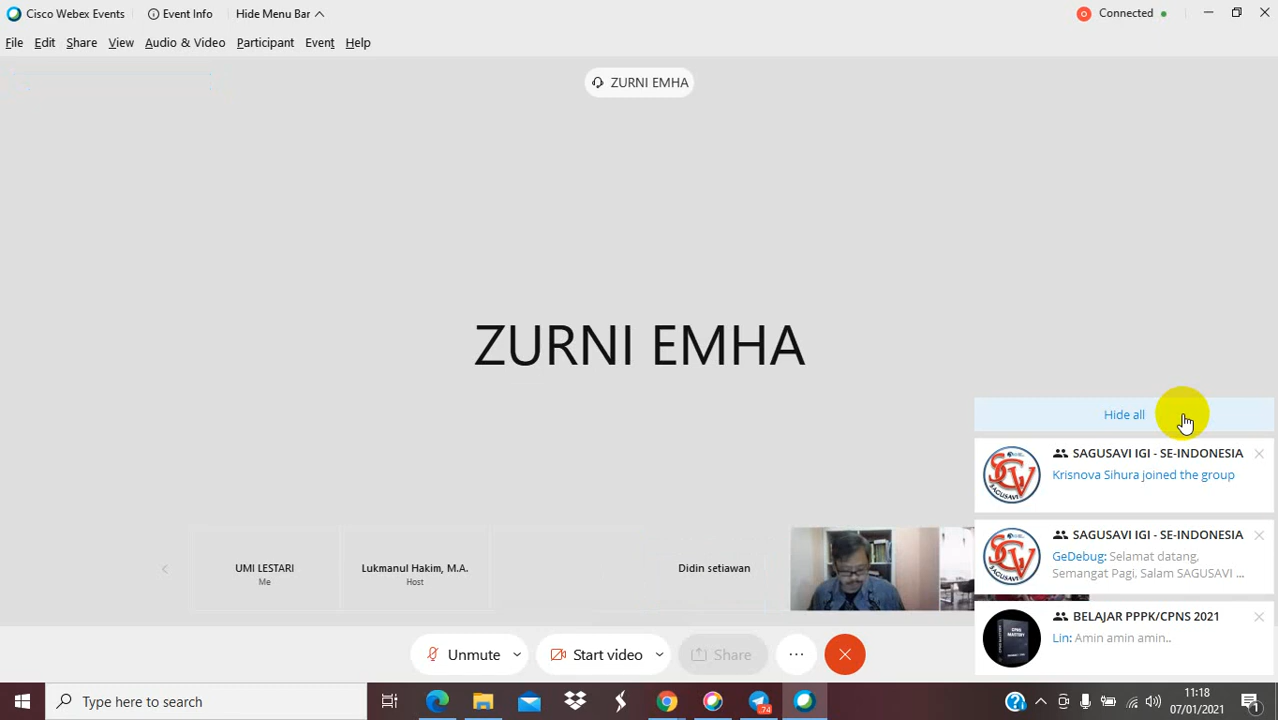 Cisco Webex Events
Event Info
Hide Menu Bar
Connected
File Edit Share View Audio & Video Participant Event Help
ZURNI EMHA
ZURNI EMHA
Hide all
SAGUSAVI IGI - SE-INDONESIA
Krisnova Sihura joined the group
SAGUSAVI IGI - SE-INDONESIA
GeDebug: Selamat datang,
Semangat Pagi, Salam SAGUSAVI ...
BELAJAR PPPK/CPNS 2021
Lin: Amin amin amin..
UMI LESTARI
Me
Lukmanul Hakim, M.A.
Host
Didin setiawan
Unmute
Start video
Share
Type here to search
74
11:18
07/01/2021
1